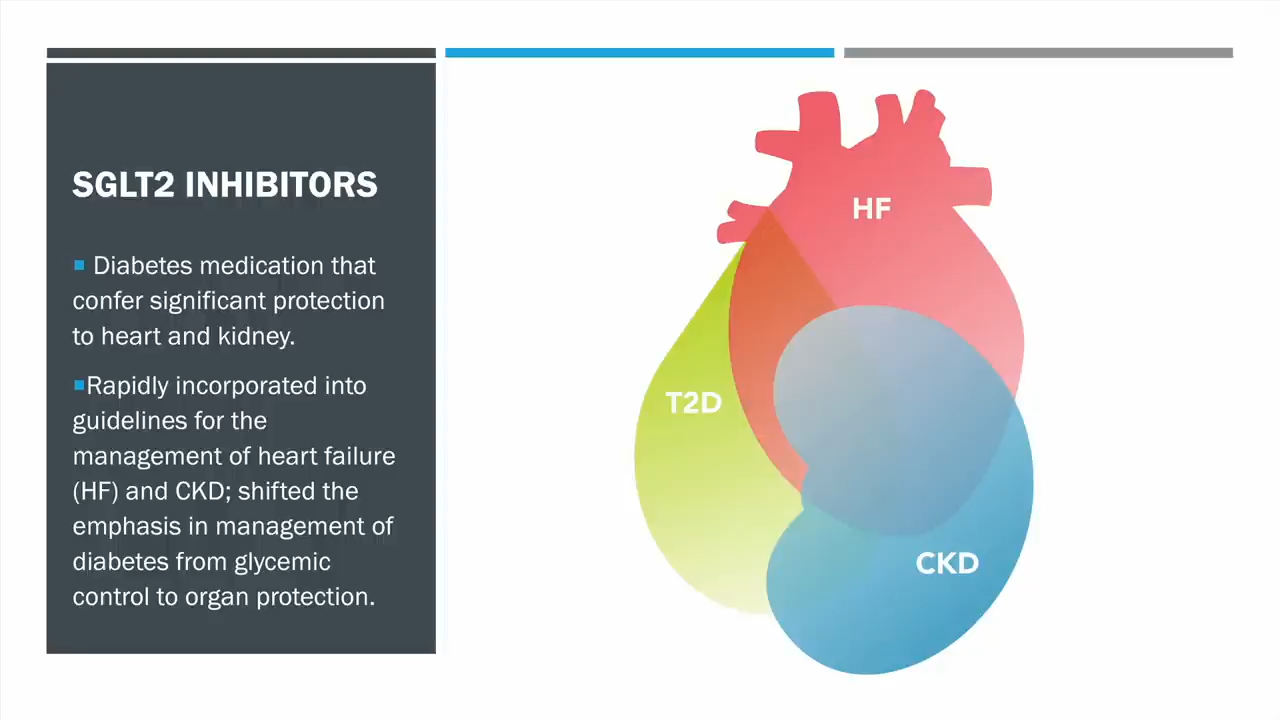 SGLT2 INHIBITORS
Diabetes medication that
confer significant protection
to heart and kidney.
Rapidly incorporated into
guidelines for the
management of heart failure
(HF) and CKD; shifted the
emphasis in management of
diabetes from glycemic
control to organ protection.
HF
T2D
CKD